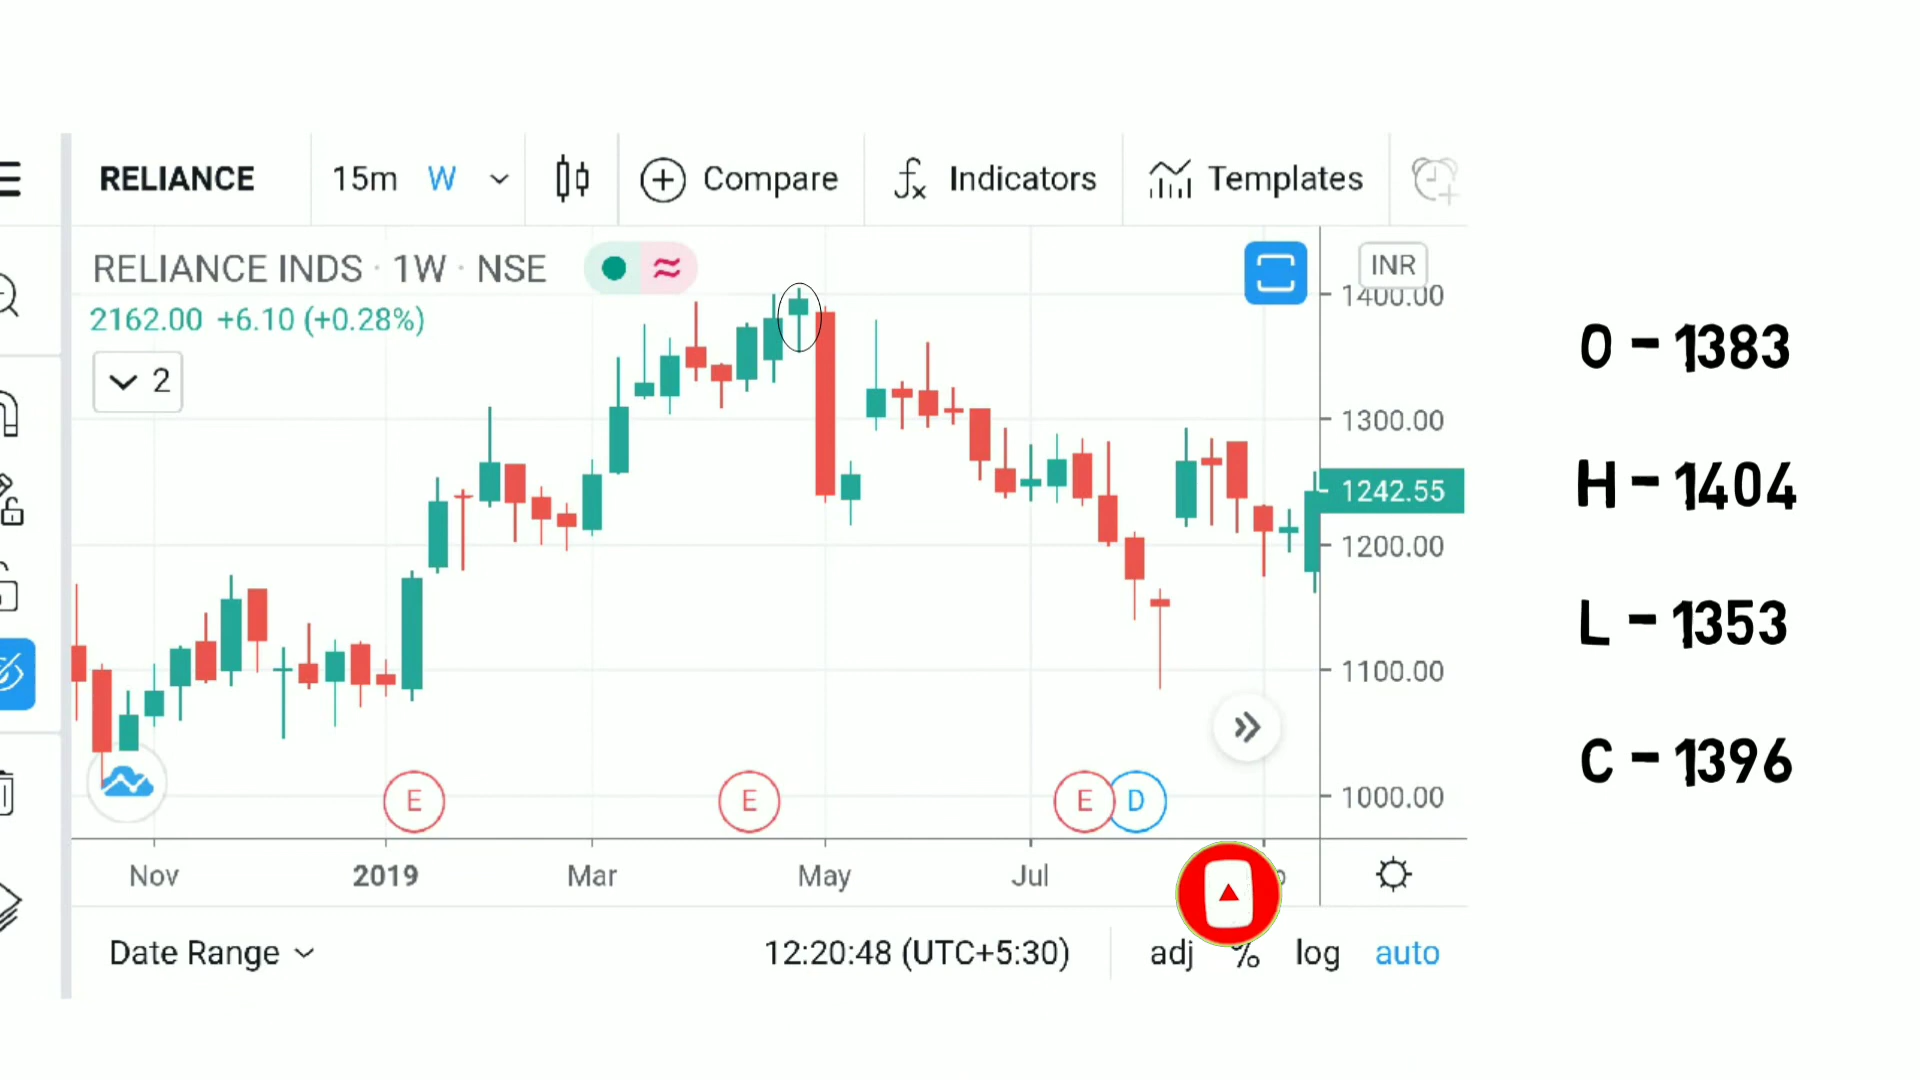 RELIANCE 15m W Compare Indicators Templates
RELIANCE INDS · 1W · NSE
INR
2162.00 +6.10 (+0.28%)
2
1400.00
1300.00
1242.55
1200.00
1100.00
1000.00
O - 1383
H - 1404
L - 1353
C - 1396
E E E D
Nov 2019 Mar May Jul
Date Range 12:20:48 (UTC+5:30) adj % log auto